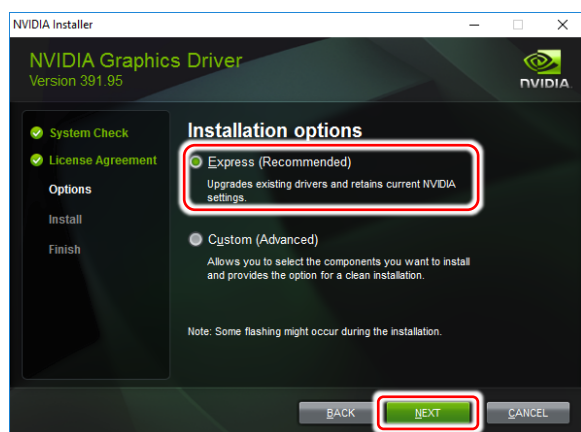 NVIDIA Installer
NVIDIA Graphics Driver
Version 391.95
NVIDIA.
System Check
License Agreement
Options
Install
Finish
Installation options
Express (Recommended)
Upgrades existing drivers and retains current NVIDIA
settings.
Custom (Advanced)
Allows you to select the components you want to install
and provides the option for a clean installation.
Note: Some flashing might occur during the installation.
BACK
NEXT
CANCEL